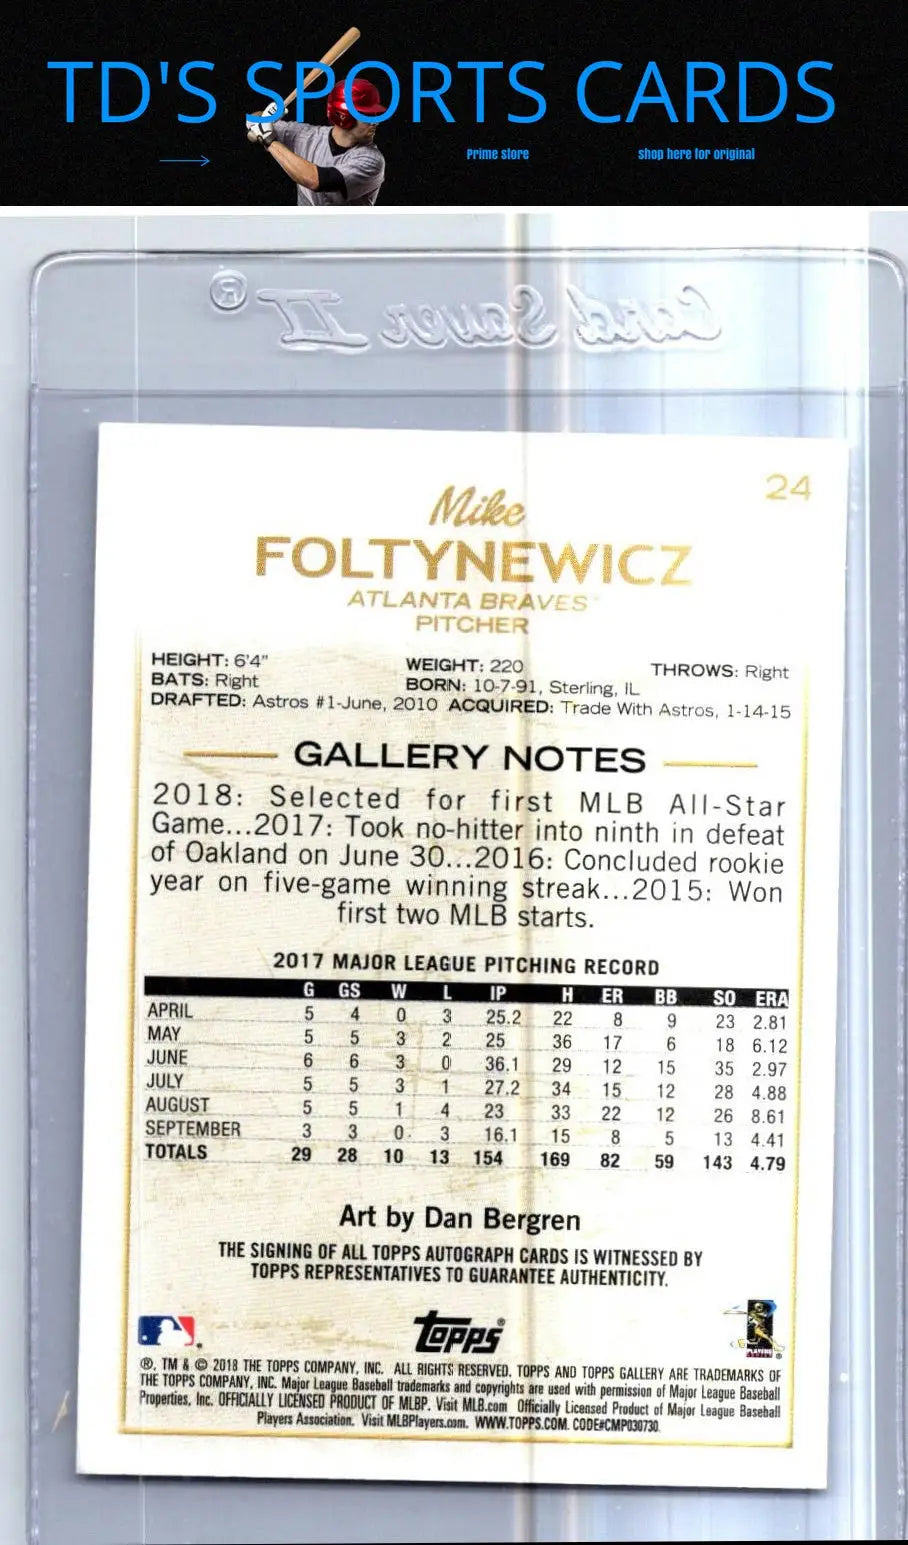 TD'S SPORTS CARDS
Prime store
shop here for original
Card Saver II®
24
Mike
FOLTYNEWICZ
ATLANTA BRAVES™
PITCHER
HEIGHT: 6'4" WEIGHT: 220 THROWS: Right
BATS: Right BORN: 10-7-91, Sterling, IL
DRAFTED: Astros #1-June, 2010 ACQUIRED: Trade With Astros, 1-14-15
GALLERY NOTES
2018: Selected for first MLB All-Star
Game...2017: Took no-hitter into ninth in defeat
of Oakland on June 30...2016: Concluded rookie
year on five-game winning streak...2015: Won
first two MLB starts.
2017 MAJOR LEAGUE PITCHING RECORD
G GS W L IP H ER BB SO ERA
APRIL 5 4 0 3 25.2 22 8 9 23 2.81
MAY 5 5 3 2 25 36 17 6 18 6.12
JUNE 6 6 3 0 36.1 29 12 15 35 2.97
JULY 5 5 3 1 27.2 34 15 12 28 4.88
AUGUST 5 5 1 4 23 33 22 12 26 8.61
SEPTEMBER 3 3 0 3 16.1 15 8 5 13 4.41
TOTALS 29 28 10 13 154 169 82 59 143 4.79
Art by Dan Bergren
THE SIGNING OF ALL TOPPS AUTOGRAPH CARDS IS WITNESSED BY
TOPPS REPRESENTATIVES TO GUARANTEE AUTHENTICITY.
Topps®
PLAYERS
®, TM & © 2018 THE TOPPS COMPANY, INC. ALL RIGHTS RESERVED. TOPPS AND TOPPS GALLERY ARE TRADEMARKS OF
THE TOPPS COMPANY, INC. Major League Baseball trademarks and copyrights are used with permission of Major League Baseball
Properties, Inc. OFFICIALLY LICENSED PRODUCT OF MLBP. Visit MLB.com Officially Licensed Product of Major League Baseball
Players Association. Visit MLBPlayers.com. WWW.TOPPS.COM. CODE#CMP030730